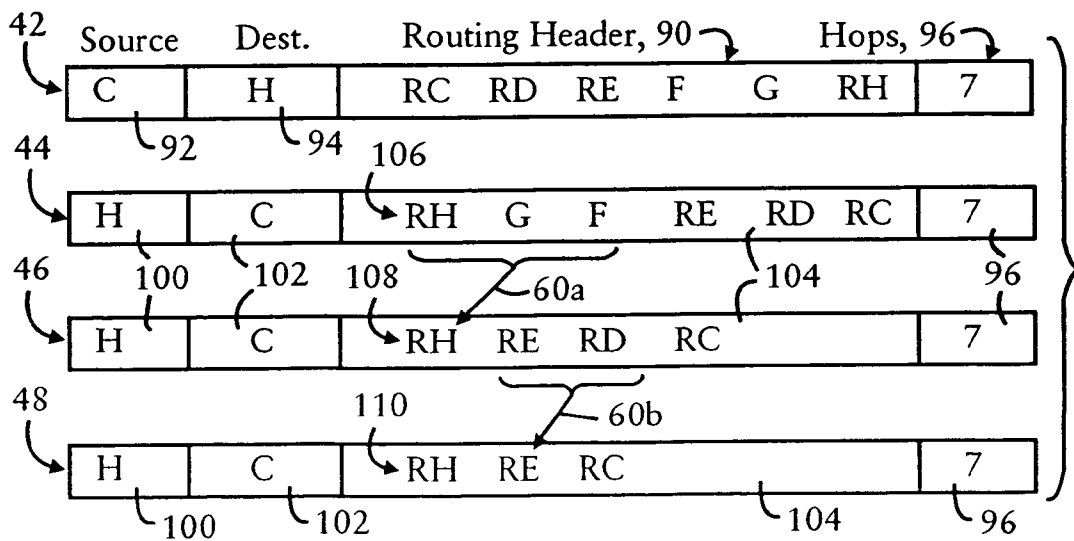 42 Source Dest. Routing Header, 90 Hops, 96
C H RC RD RE F G RH 7
92 94
44 106
H C RH G F RE RD RC 7
100 102 108 60a 104 96
46
H C RH RE RD RC 7
48 110 60b
H C RH RE RC 7
100 102 104 96